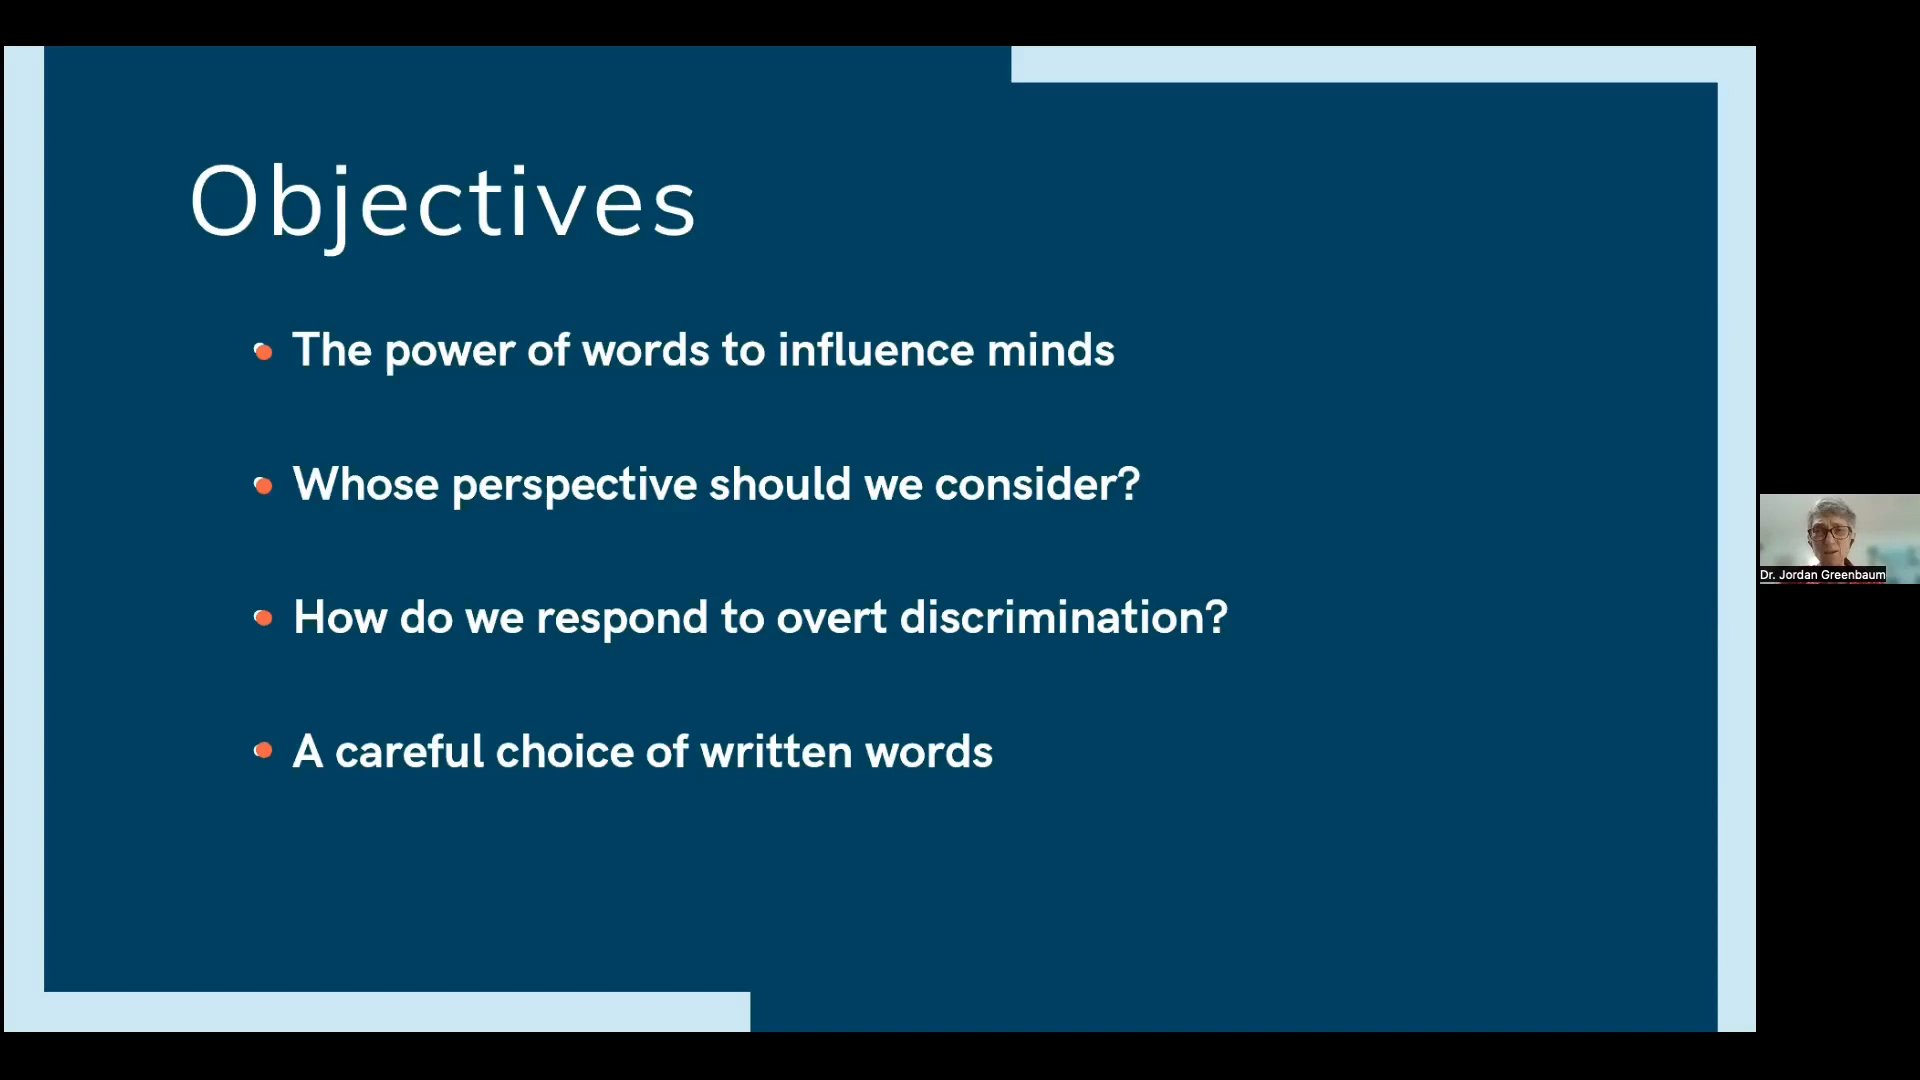 Objectives
The power of words to influence minds
Whose perspective should we consider?
How do we respond to overt discrimination?
A careful choice of written words
Dr. Jordan Greenbaum